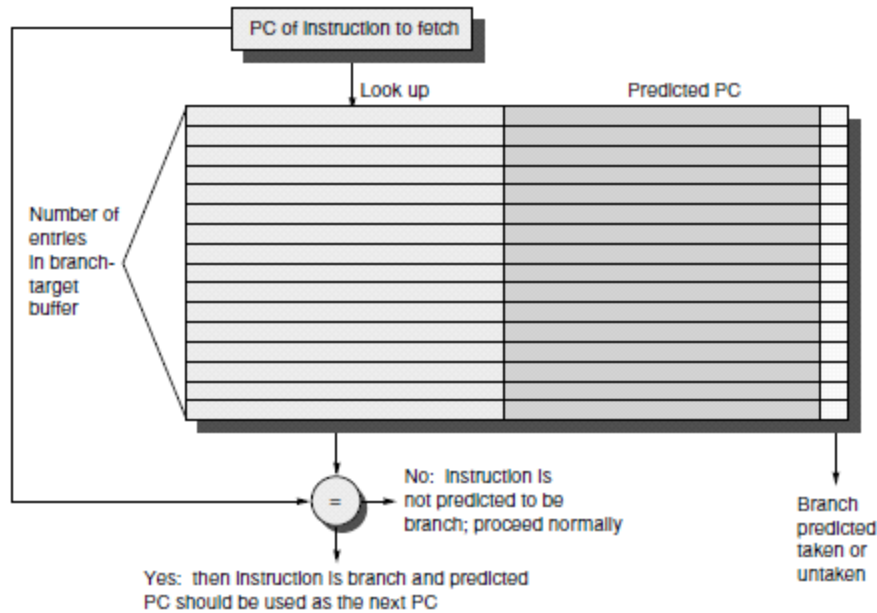 PC of instruction to fetch
Look up
Predicted PC
Number of
entries
in branch-
target
buffer
=
No: instruction is
not predicted to be
branch; proceed normally
Branch
predicted
taken or
untaken
Yes: then instruction is branch and predicted
PC should be used as the next PC